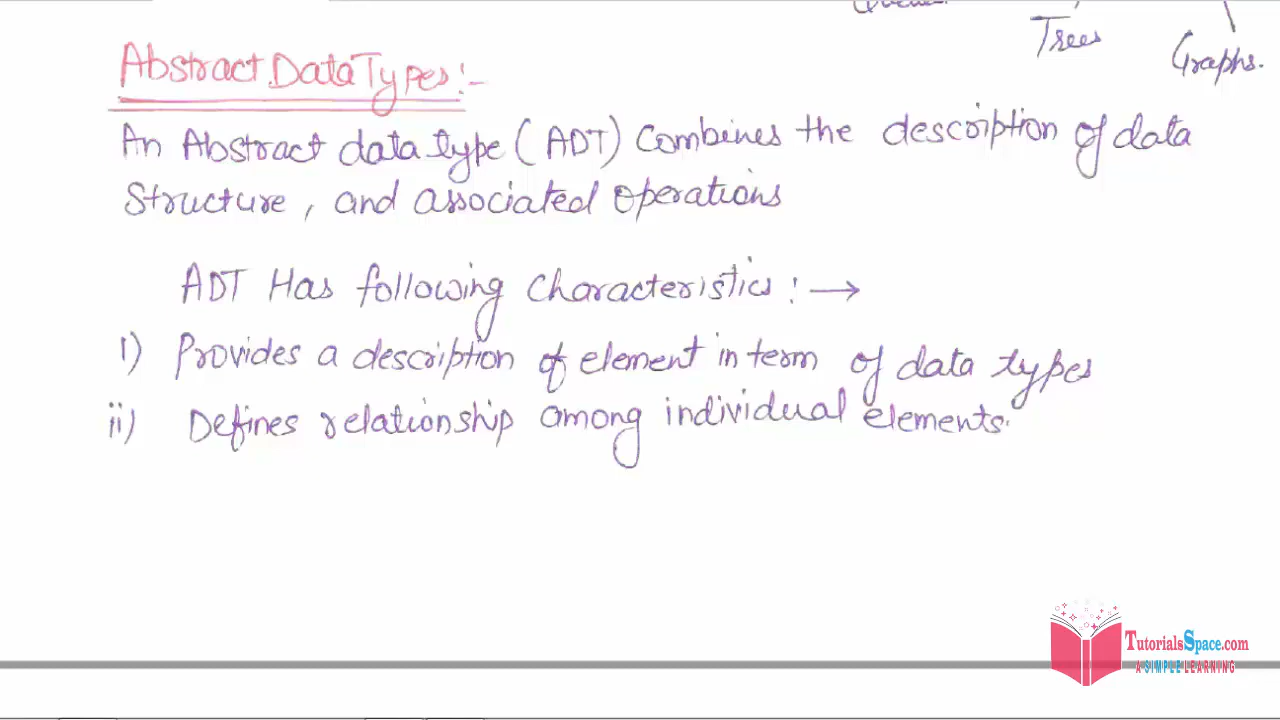 Trees
Graphs.
Abstract Data Types:-
An Abstract data type (ADT) Combines the description of data
Structure, and associated operations
ADT Has following characteristics: →
i) Provides a description of element in term of data types
ii) Defines relationship among individual elements.
TutorialsSpace.com
A SIMPLE LEARNING